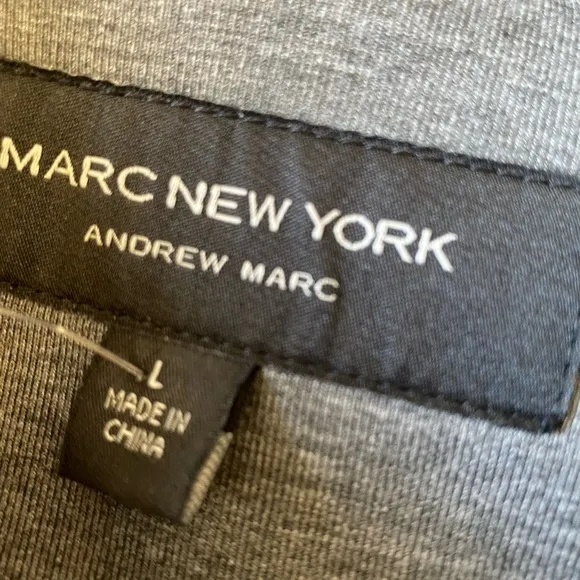 MARC NEW YORK
ANDREW MARC
L
MADE IN
CHINA